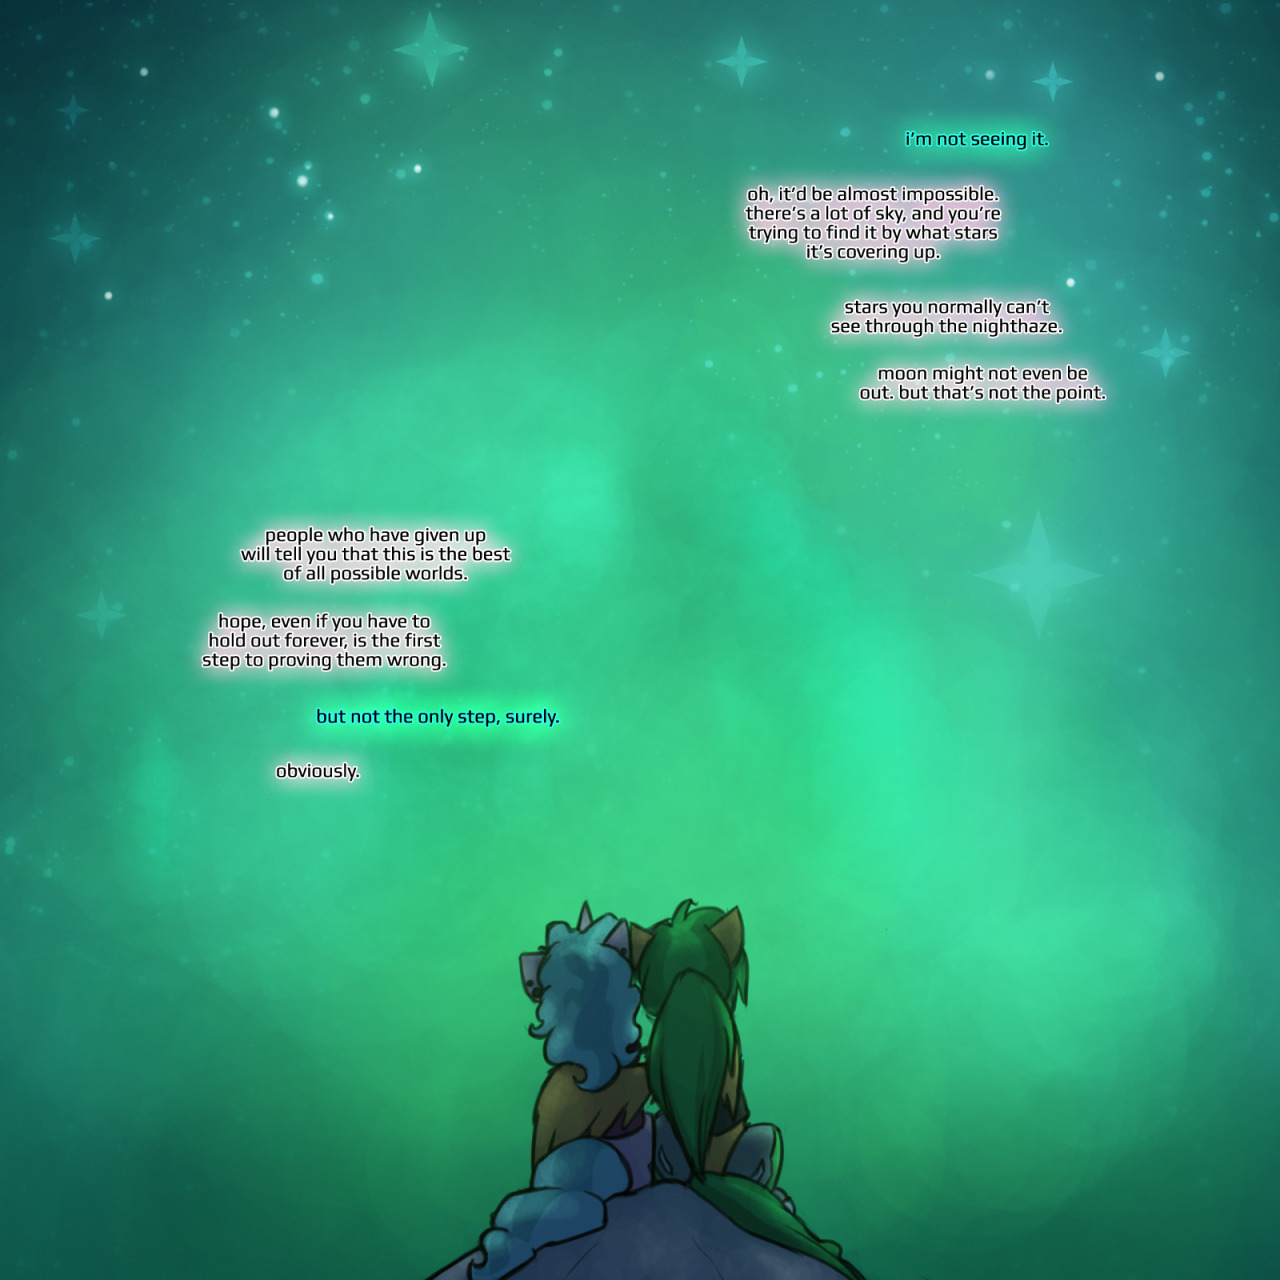 i'm not seeing it.
oh, it'd be almost impossible.
there's a lot of sky, and you're
trying to find it by what stars
it's covering up.
stars you normally can't
see through the nighthaze.
moon might not even be
out. but that's not the point.
people who have given up
will tell you that this is the best
of all possible worlds.
hope, even if you have to
hold out forever, is the first
step to proving them wrong.
but not the only step, surely.
obviously.